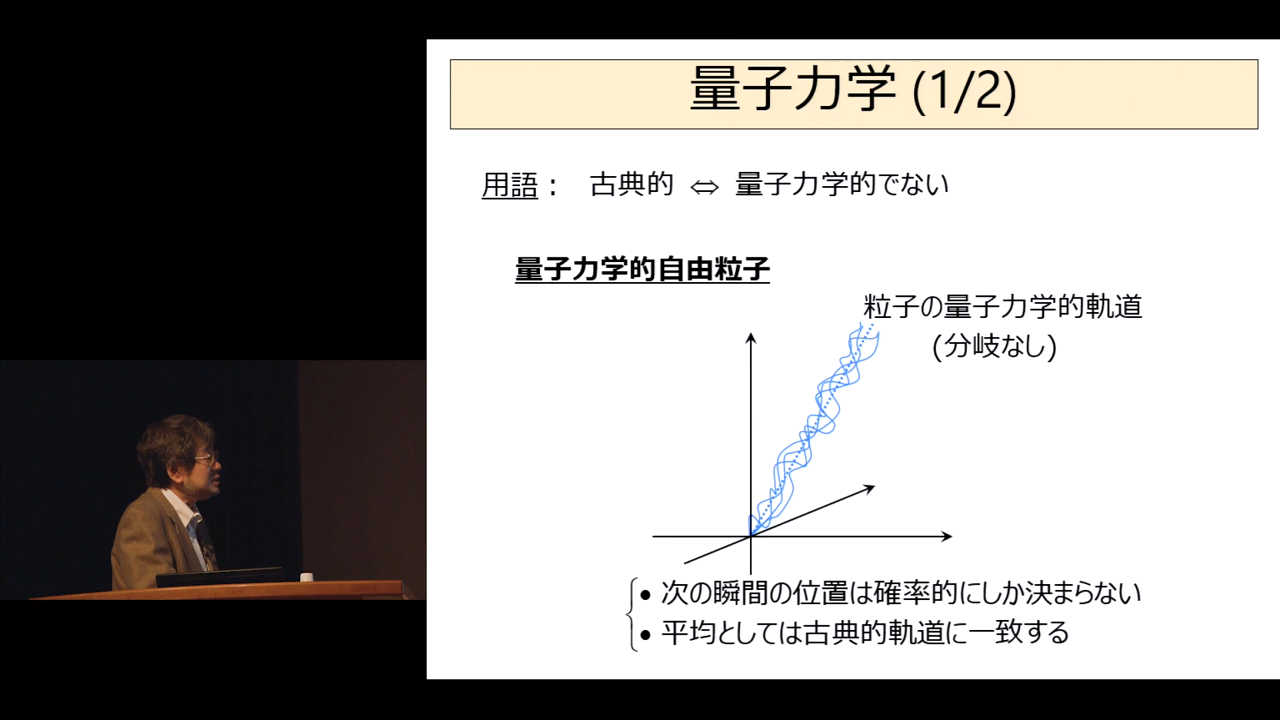 量子力学 (1/2)
用語： 古典的 ⇔ 量子力学的でない
量子力学的自由粒子
粒子の量子力学的軌道
(分岐なし)
• 次の瞬間の位置は確率的にしか決まらない
• 平均としては古典的軌道に一致する